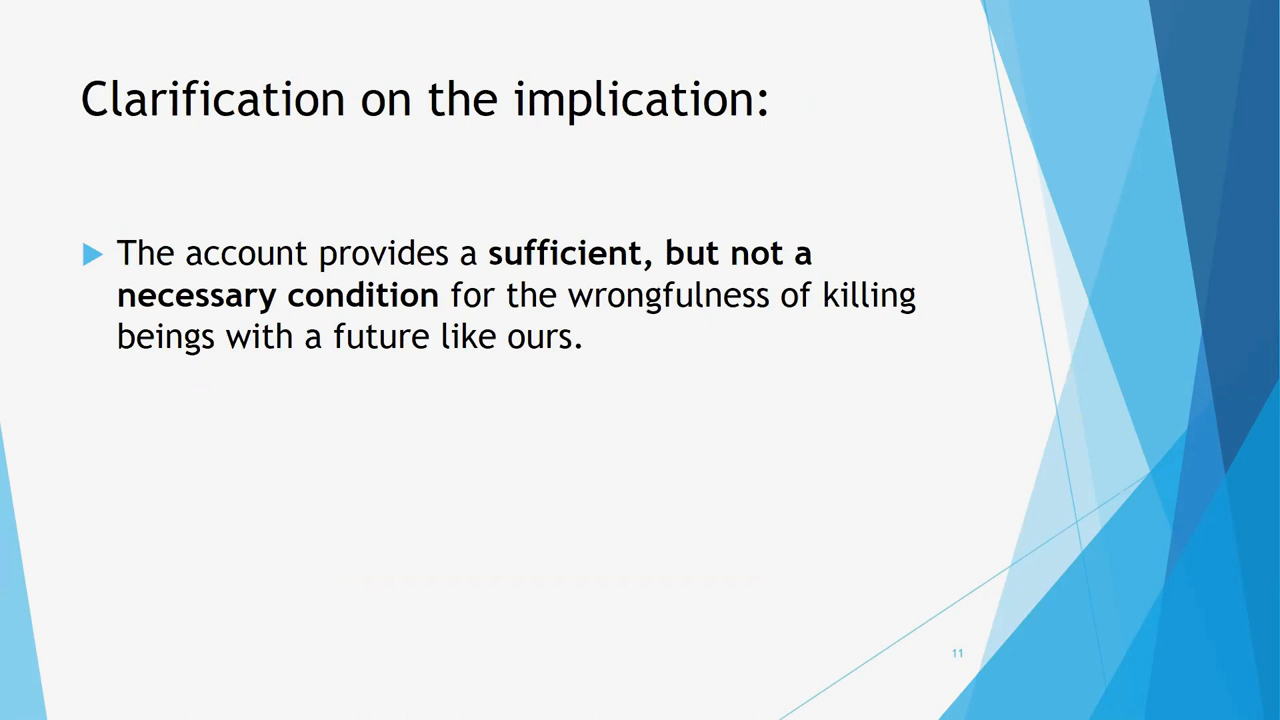 Clarification on the implication:
The account provides a sufficient, but not a
necessary condition for the wrongfulness of killing
beings with a future like ours.
11